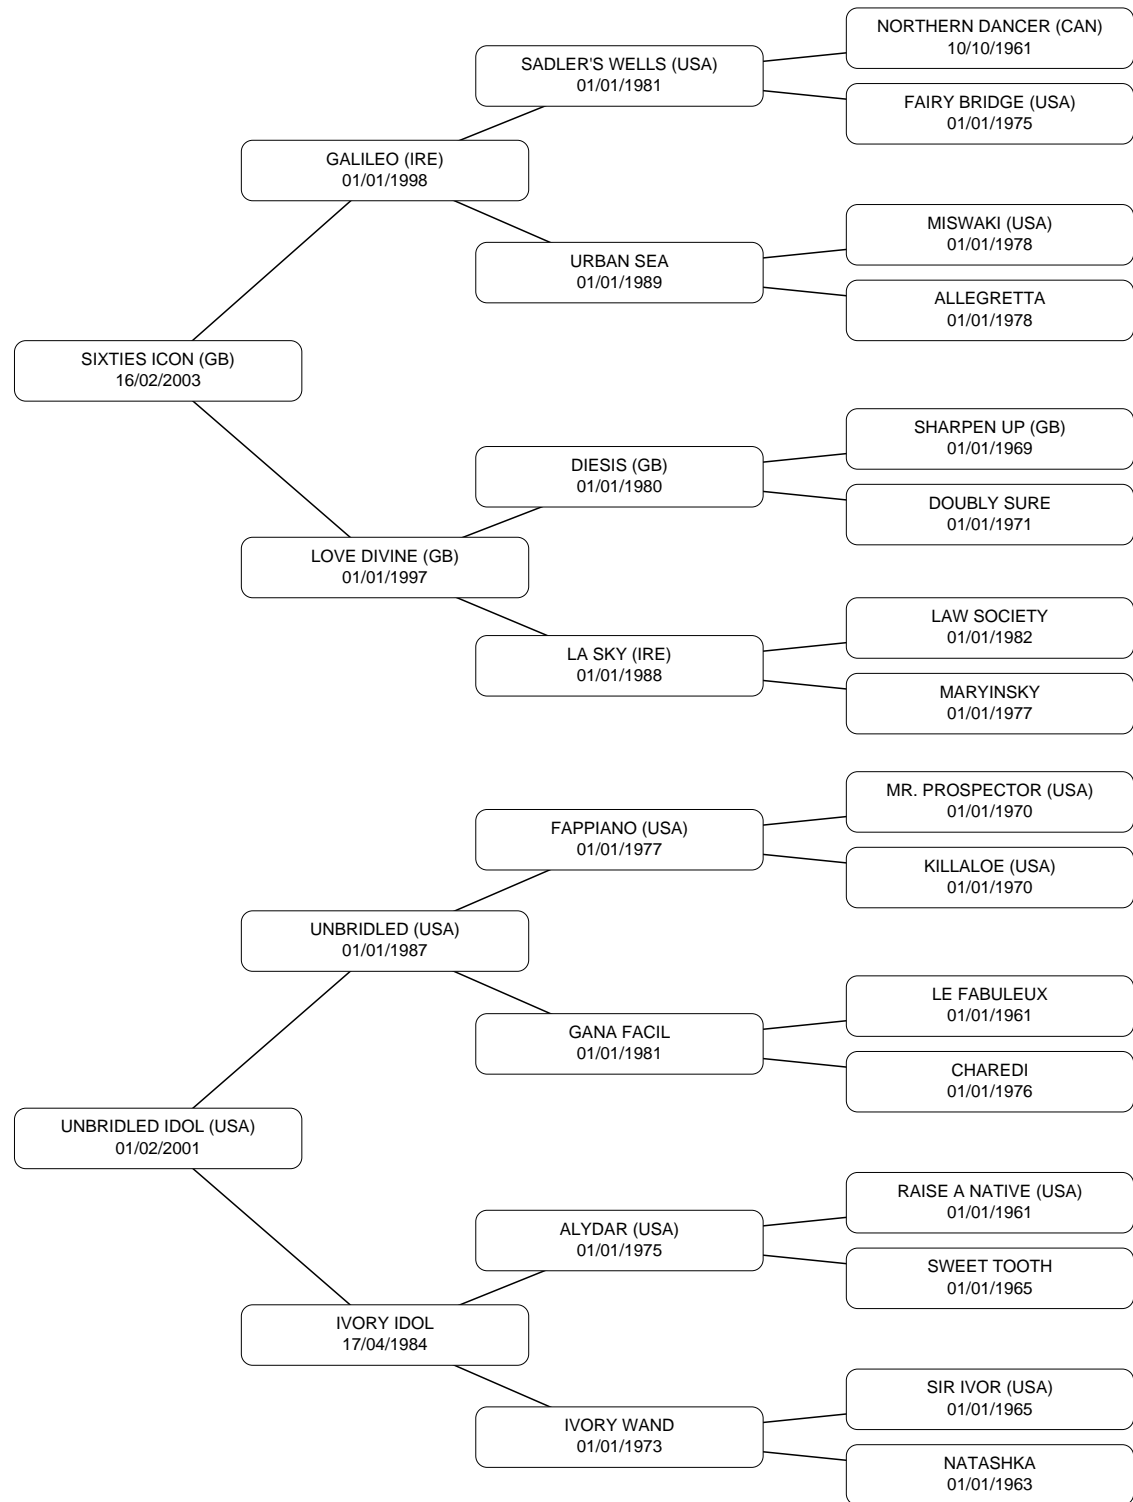 NORTHERN DANCER (CAN)
10/10/1961
SADLER'S WELLS (USA)
01/01/1981
FAIRY BRIDGE (USA)
01/01/1975
GALILEO (IRE)
01/01/1998
MISWAKI (USA)
01/01/1978
URBAN SEA
01/01/1989
ALLEGRETTA
01/01/1978
SIXTIES ICON (GB)
16/02/2003
SHARPEN UP (GB)
01/01/1969
DIESIS (GB)
01/01/1980
DOUBLY SURE
01/01/1971
LOVE DIVINE (GB)
01/01/1997
LAW SOCIETY
01/01/1982
LA SKY (IRE)
01/01/1988
MARYINSKY
01/01/1977
MR. PROSPECTOR (USA)
01/01/1970
FAPPIANO (USA)
01/01/1977
KILLALOE (USA)
01/01/1970
UNBRIDLED (USA)
01/01/1987
LE FABULEUX
01/01/1961
GANA FACIL
01/01/1981
CHAREDI
01/01/1976
UNBRIDLED IDOL (USA)
01/02/2001
RAISE A NATIVE (USA)
01/01/1961
ALYDAR (USA)
01/01/1975
SWEET TOOTH
01/01/1965
IVORY IDOL
17/04/1984
SIR IVOR (USA)
01/01/1965
IVORY WAND
01/01/1973
NATASHKA
01/01/1963